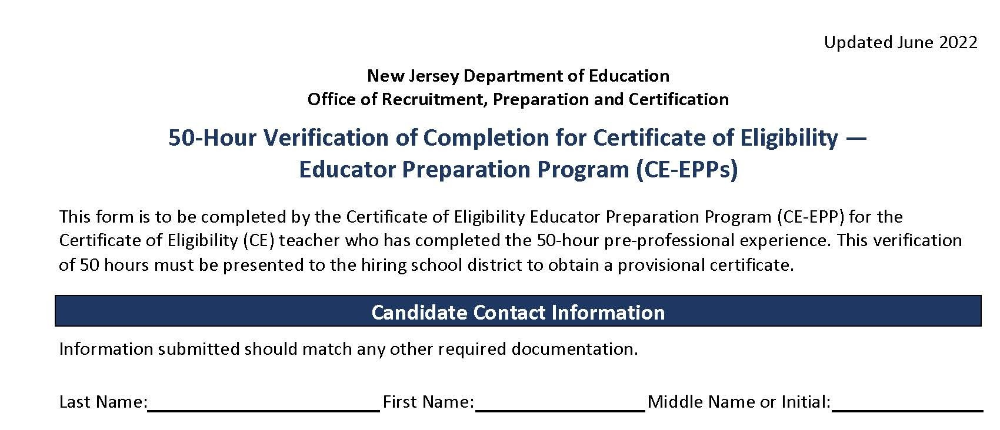 Updated June 2022
New Jersey Department of Education
Office of Recruitment, Preparation and Certification
50-Hour Verification of Completion for Certificate of Eligibility —
Educator Preparation Program (CE-EPPs)
This form is to be completed by the Certificate of Eligibility Educator Preparation Program (CE-EPP) for the
Certificate of Eligibility (CE) teacher who has completed the 50-hour pre-professional experience. This verification
of 50 hours must be presented to the hiring school district to obtain a provisional certificate.
Candidate Contact Information
Information submitted should match any other required documentation.
Last Name: First Name: Middle Name or Initial: